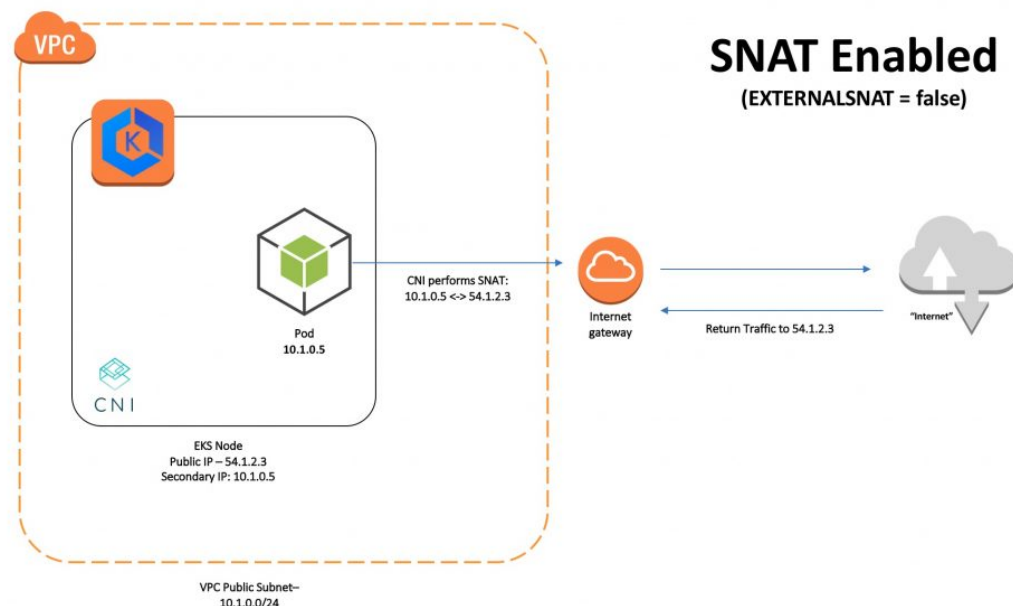 VPC
SNAT Enabled
(EXTERNALSNAT = false)
K
CNI performs SNAT:
10.1.0.5 <-> 54.1.2.3
Pod
10.1.0.5
Internet
gateway
Return Traffic to 54.1.2.3
"Internet"
CNI
EKS Node
Public IP – 54.1.2.3
Secondary IP: 10.1.0.5
VPC Public Subnet–
10.1.0.0/24